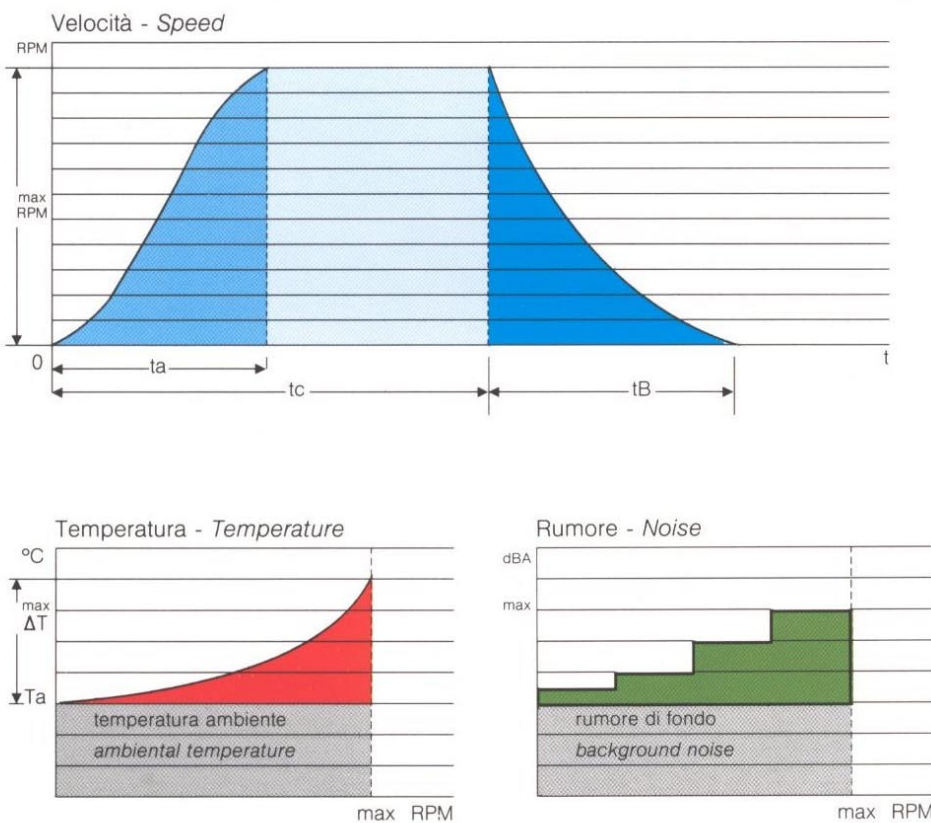 Velocità - Speed
RPM
max
RPM
0
t
ta
tc
tB
Temperatura - Temperature
°C
max
ΔT
Ta
temperatura ambiente
ambiental temperature
max RPM
Rumore - Noise
dBA
max
rumore di fondo
background noise
max RPM